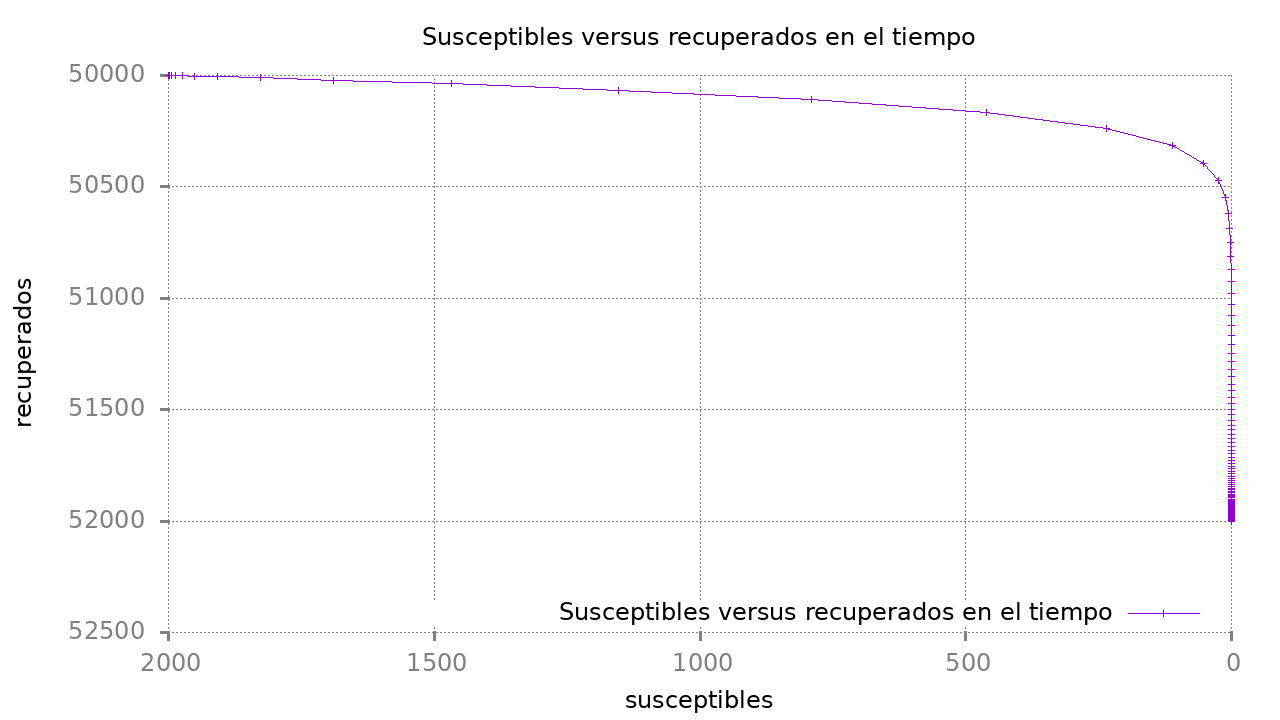 Susceptibles versus recuperados en el tiempo
50000
50500
51000
51500
52000
52500
recuperados
Susceptibles versus recuperados en el tiempo
2000
1500
1000
500
0
susceptibles